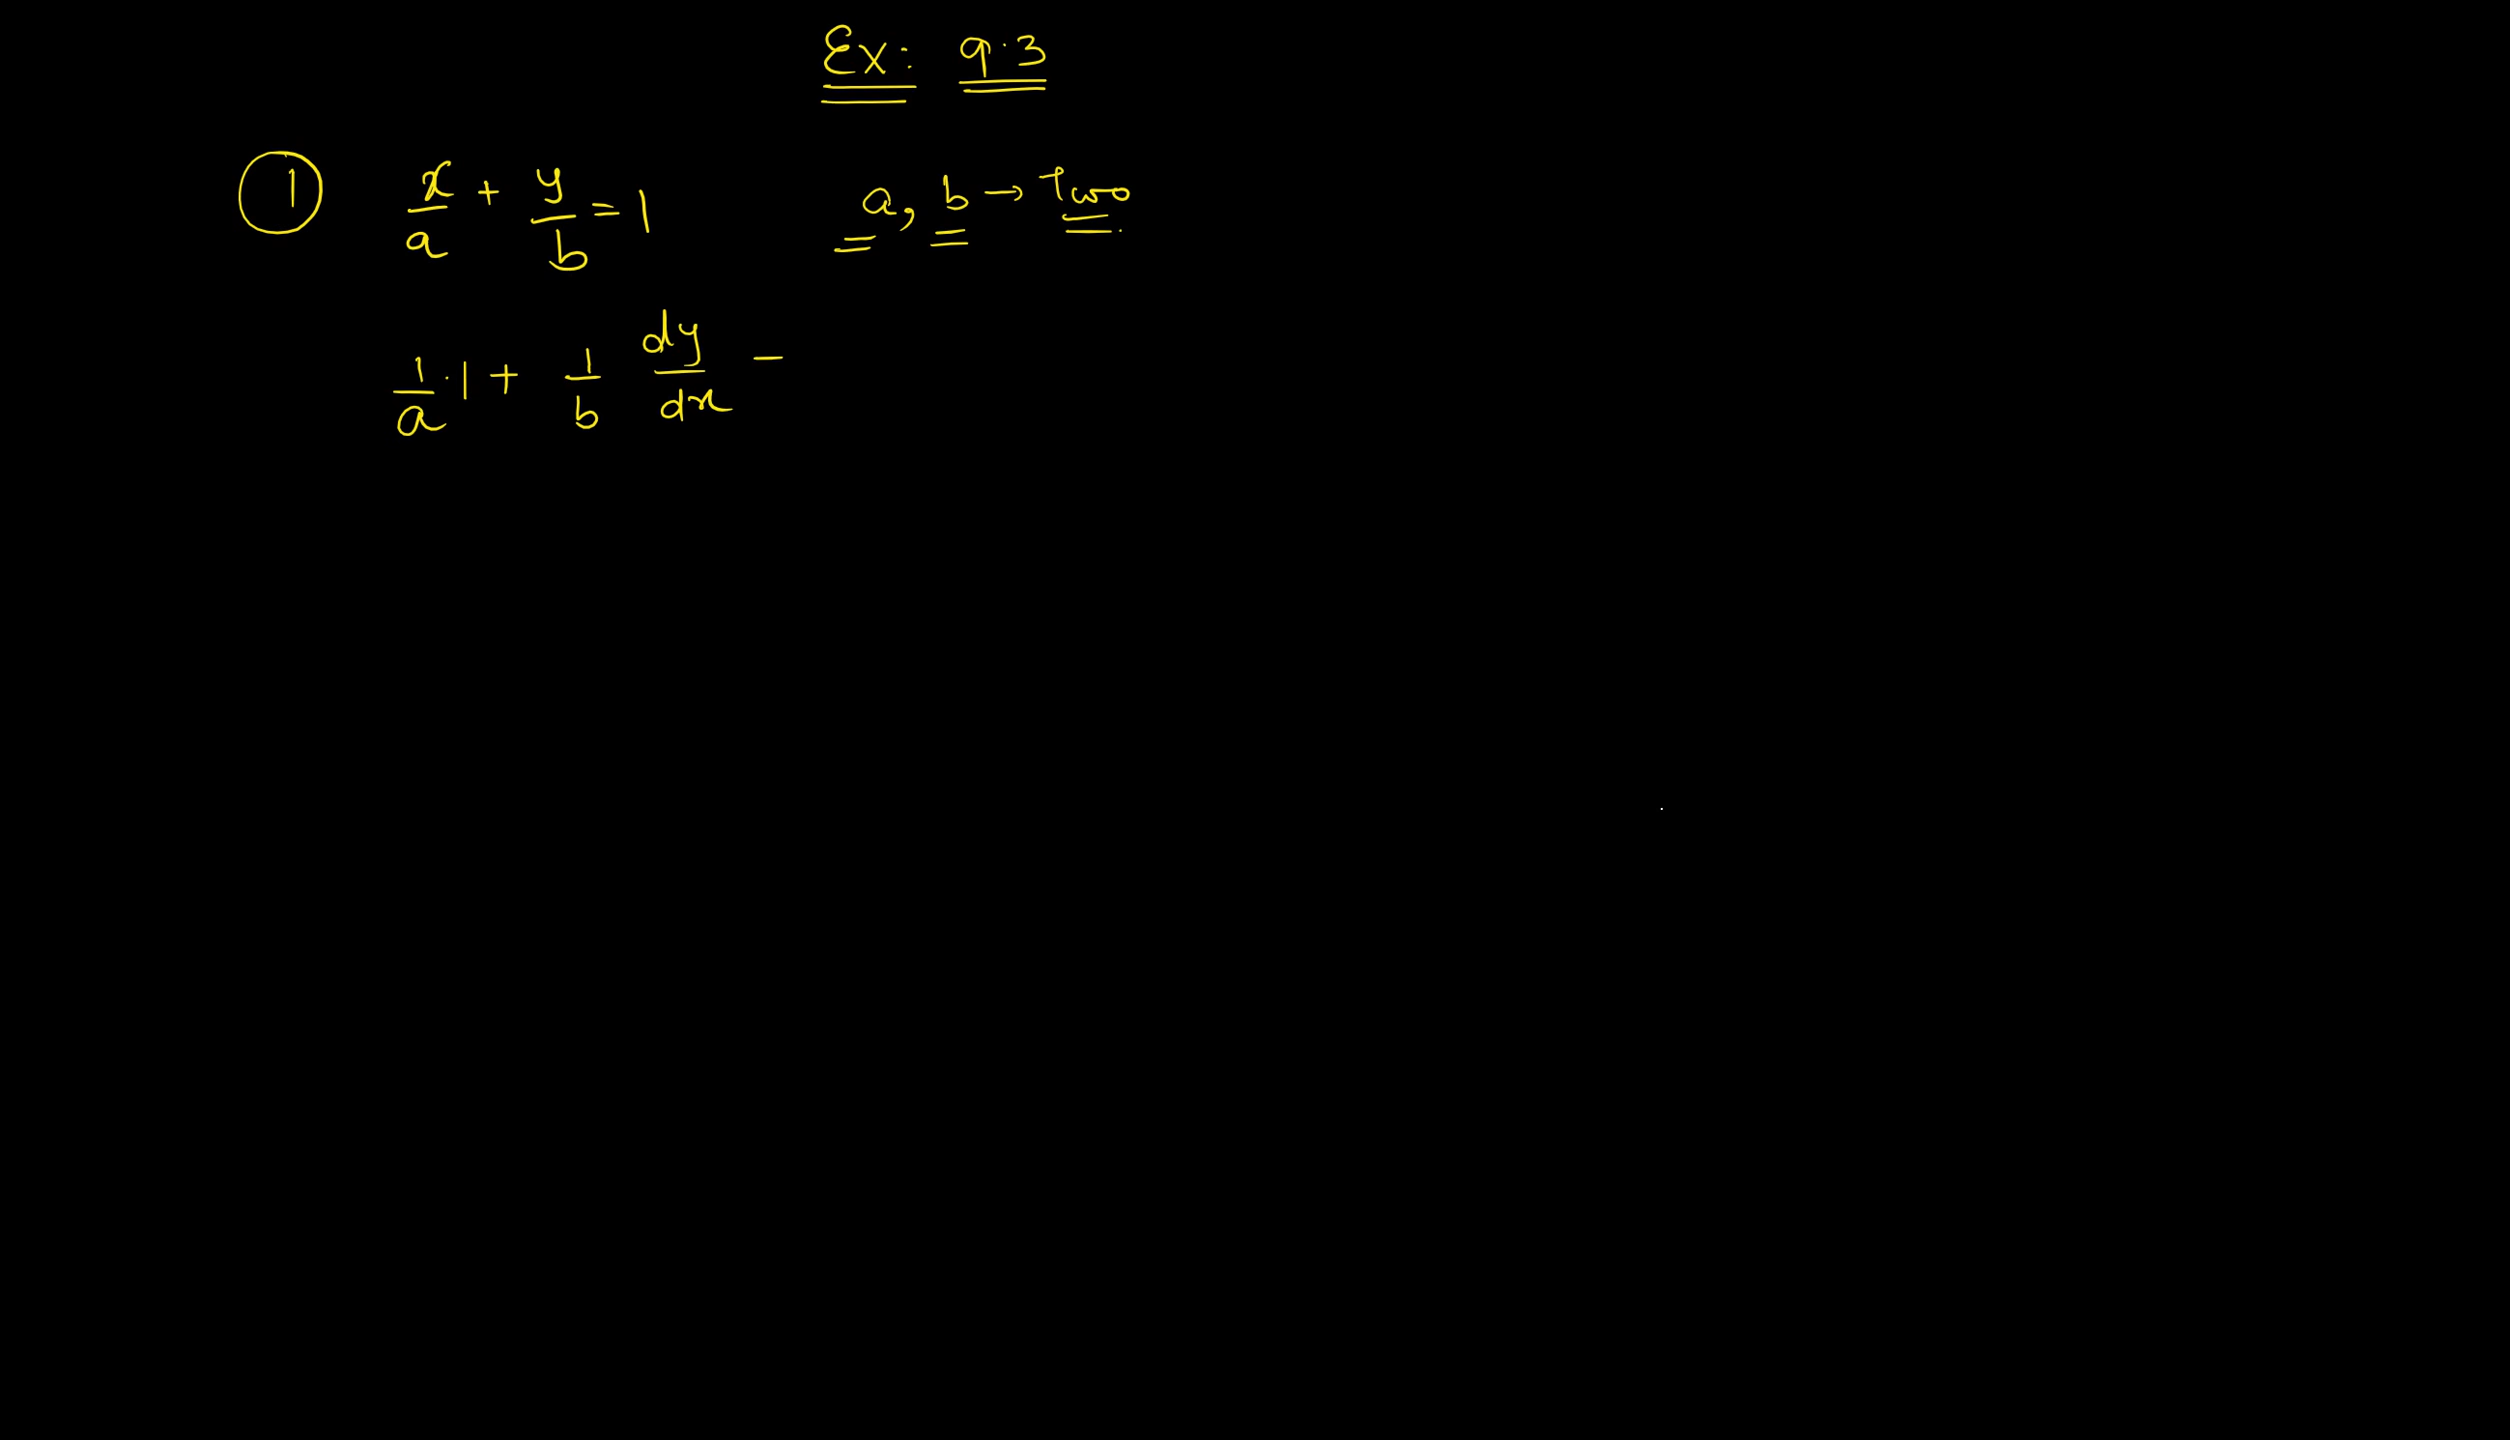 Ex: 9.3
① x/a + y/b = 1 a, b → two
1/a · 1 + 1/b dy/dx −